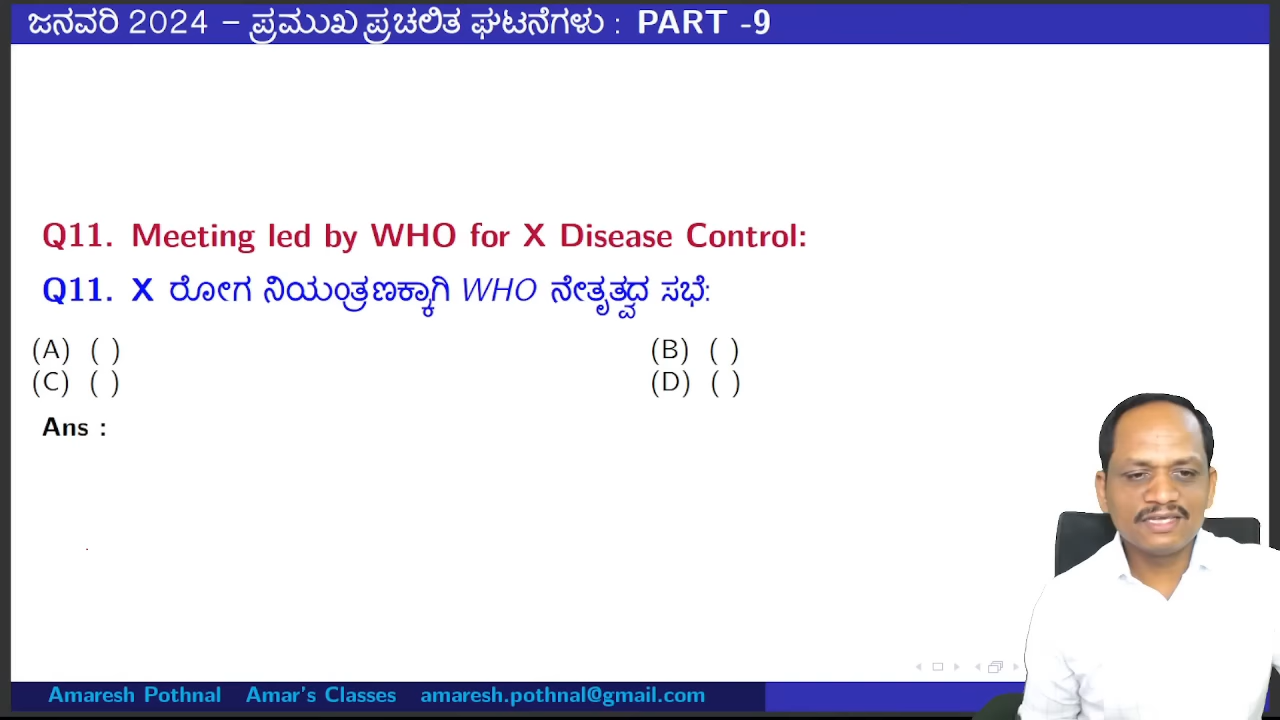 ಜನವರಿ 2024 – ಪ್ರಮುಖ ಪ್ರಚಲಿತ ಘಟನೆಗಳು : PART -9
Q11. Meeting led by WHO for X Disease Control:
Q11. X ರೋಗ ನಿಯಂತ್ರಣಕ್ಕಾಗಿ WHO ನೇತೃತ್ವದ ಸಭೆ:
(A) ( ) (B) ( )
(C) ( ) (D) ( )
Ans :
Amaresh Pothnal Amar's Classes amaresh.pothnal@gmail.com